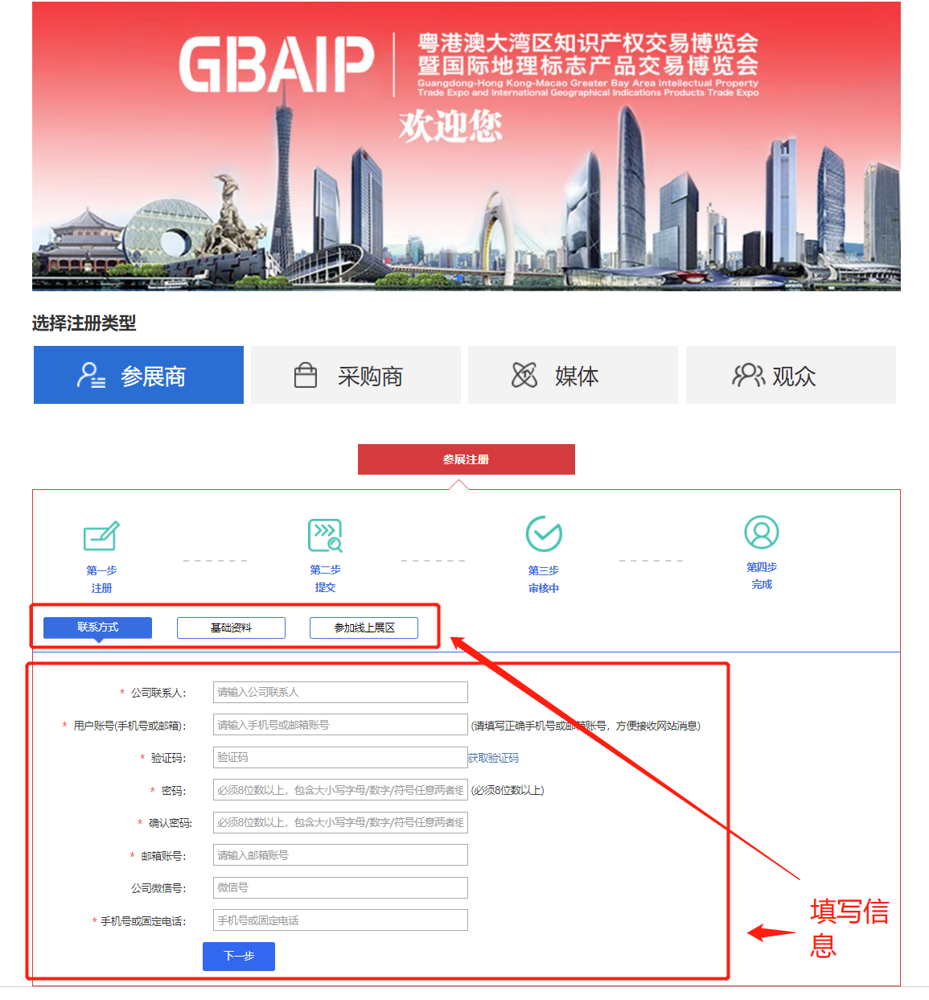 GBAIP
粤港澳大湾区知识产权交易博览会
暨国际地理标志产品交易博览会
Guangdong-Hong Kong-Macao Greater Bay Area Intellectual Property
Trade Expo and International Geographical Indications Products Trade Expo
欢迎您
选择注册类型
参展商
采购商
媒体
观众
参展注册
第一步
注册
第二步
提交
第三步
审核中
第四步
完成
联系方式
基础资料
参加线上展区
* 公司联系人：
请输入公司联系人
* 用户账号(手机号或邮箱)：
请输入手机号或邮箱账号
(请填写正确手机号或邮箱账号，方便接收网站消息)
* 验证码：
验证码
获取验证码
* 密码：
必须8位数以上，包含大小写字母/数字/符号任意两者组
(必须8位数以上)
* 确认密码:
必须8位数以上，包含大小写字母/数字/符号任意两者组
* 邮箱账号：
请输入邮箱账号
公司微信号：
微信号
* 手机号或固定电话：
手机号或固定电话
下一步
填写信
息